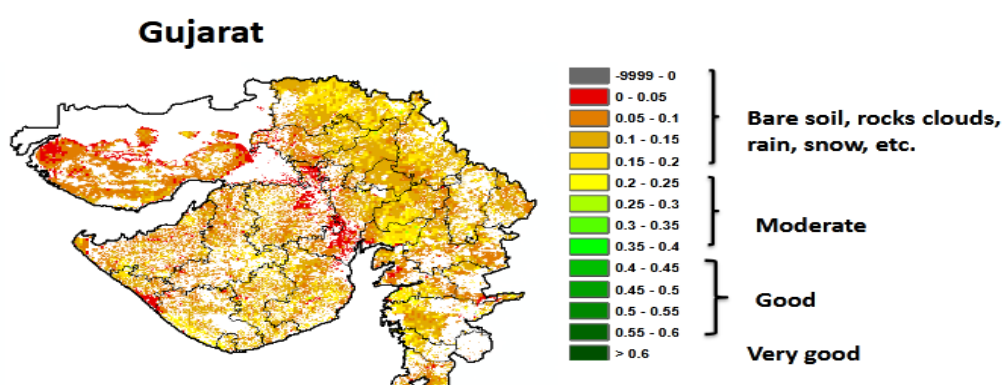 Gujarat
-9999 - 0
0 - 0.05
0.05 - 0.1
0.1 - 0.15
0.15 - 0.2
0.2 - 0.25
0.25 - 0.3
0.3 - 0.35
0.35 - 0.4
0.4 - 0.45
0.45 - 0.5
0.5 - 0.55
0.55 - 0.6
> 0.6
Bare soil, rocks clouds,
rain, snow, etc.
Moderate
Good
Very good